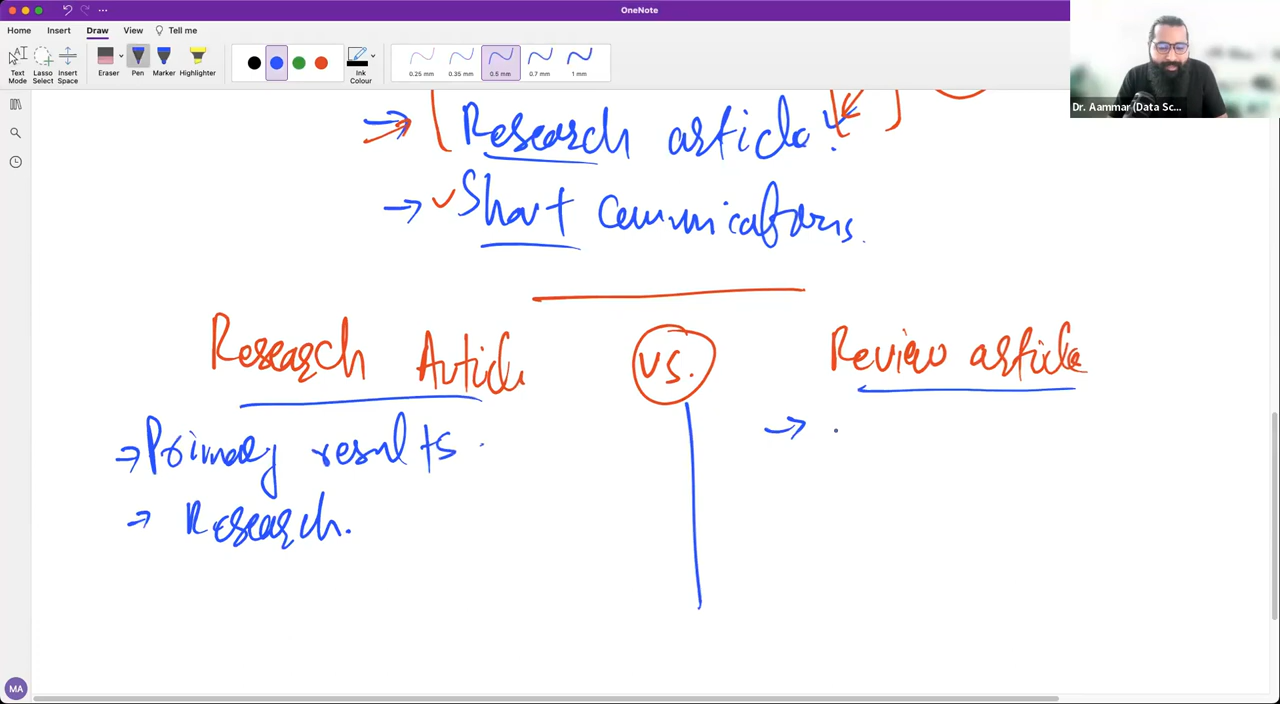 OneNote
Home Insert Draw View Tell me
Text Mode
Lasso Select
Insert Space
Eraser
Pen
Marker
Highlighter
Ink Colour
0.25 mm
0.35 mm
0.5 mm
0.7 mm
1 mm
Dr. Aammar (Data Sc...
→ [Research article!]
→ ✓Short communications.
Research Article vs. Review article
→Primary results.
→ Research.
→
MA